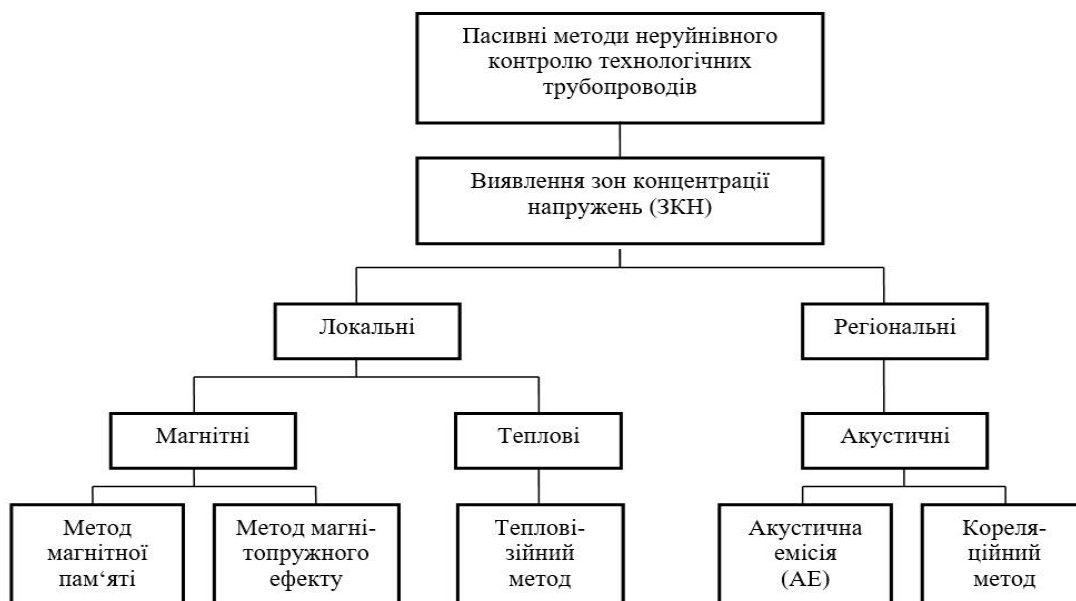 Пасивні методи неруйнівного
контролю технологічних
трубопроводів
Виявлення зон концентрації
напружень (ЗКН)
Локальні
Регіональні
Магнітні
Теплові
Акустичні
Метод
магнітної
пам‘яті
Метод магні-
топружного
ефекту
Теплові-
зійний
метод
Акустична
емісія
(АЕ)
Кореля-
ційний
метод